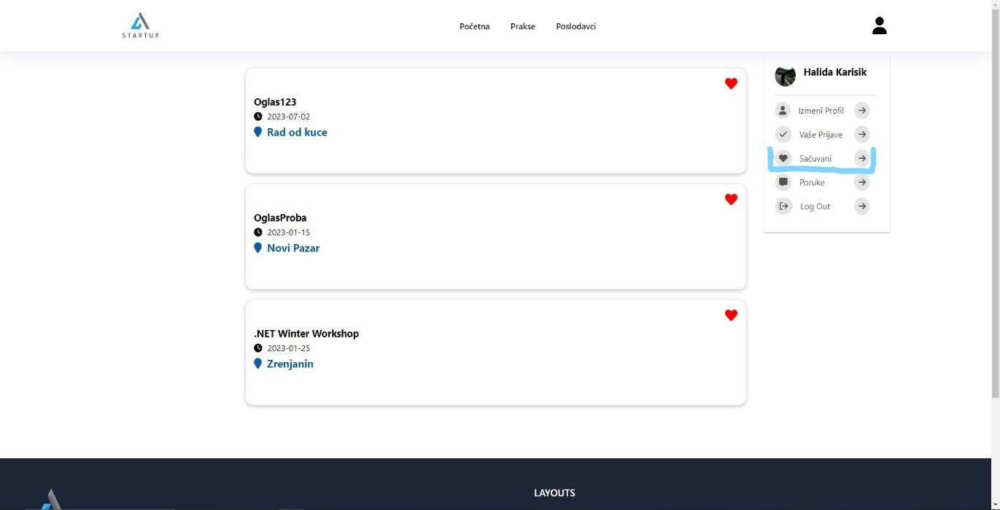 STARTUP
Početna Prakse Poslodavci
Halida Karisik
Izmeni Profil
Vaše Prijave
Sačuvani
Poruke
Log Out
Oglas123
2023-07-02
Rad od kuce
OglasProba
2023-01-15
Novi Pazar
.NET Winter Workshop
2023-01-25
Zrenjanin
LAYOUTS